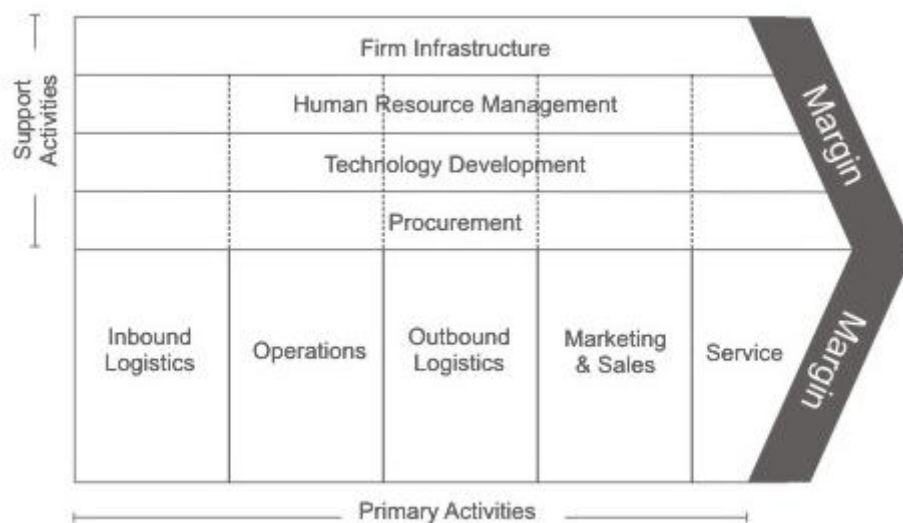 Support
Activities
Firm Infrastructure
Human Resource Management
Technology Development
Procurement
Inbound
Logistics
Operations
Outbound
Logistics
Marketing
& Sales
Service
Margin
Margin
Primary Activities